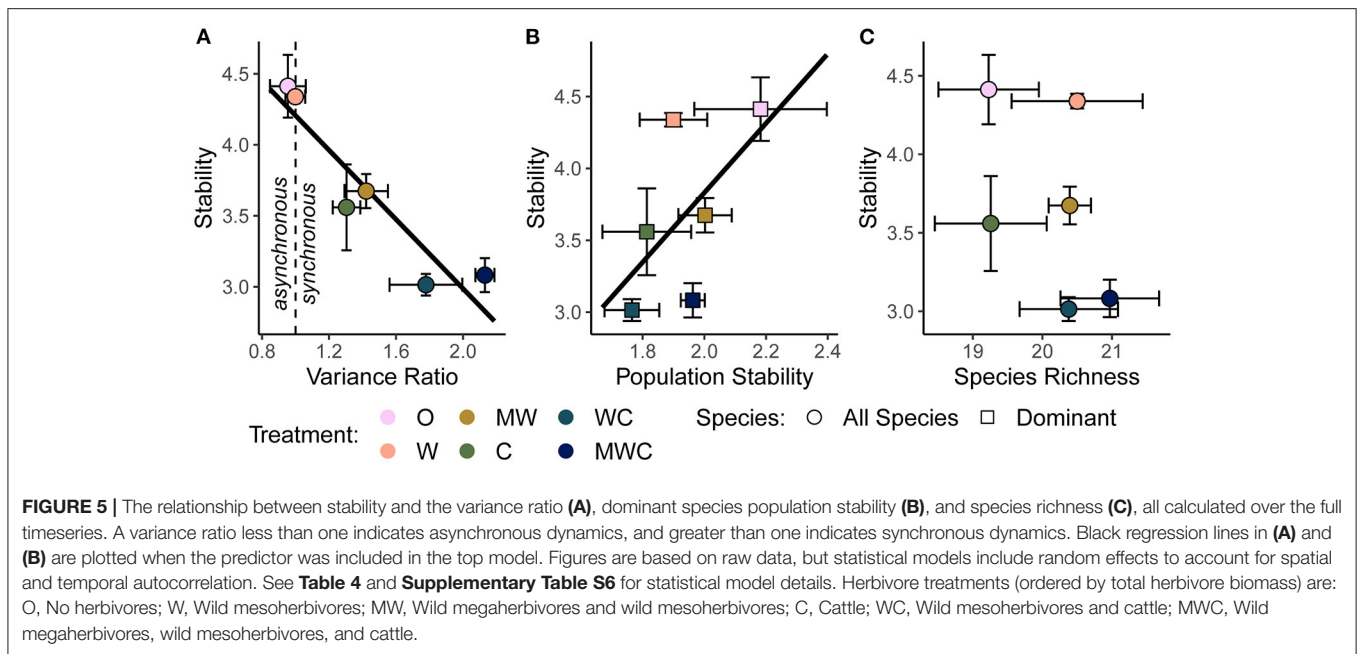 A
B
C
4.5
4.0
3.5
3.0
Stability
asynchronous
synchronous
0.8
1.2
1.6
2.0
Variance Ratio
4.5
4.0
3.5
3.0
Stability
1.8
2.0
2.2
2.4
Population Stability
4.5
4.0
3.5
3.0
Stability
19
20
21
Species Richness
Treatment:
O
MW
WC
W
C
MWC
Species:
All Species
Dominant
FIGURE 5 | The relationship between stability and the variance ratio (A), dominant species population stability (B), and species richness (C), all calculated over the full
timeseries. A variance ratio less than one indicates asynchronous dynamics, and greater than one indicates synchronous dynamics. Black regression lines in (A) and
(B) are plotted when the predictor was included in the top model. Figures are based on raw data, but statistical models include random effects to account for spatial
and temporal autocorrelation. See Table 4 and Supplementary Table S6 for statistical model details. Herbivore treatments (ordered by total herbivore biomass) are:
O, No herbivores; W, Wild mesoherbivores; MW, Wild megaherbivores and wild mesoherbivores; C, Cattle; WC, Wild mesoherbivores and cattle; MWC, Wild
megaherbivores, wild mesoherbivores, and cattle.